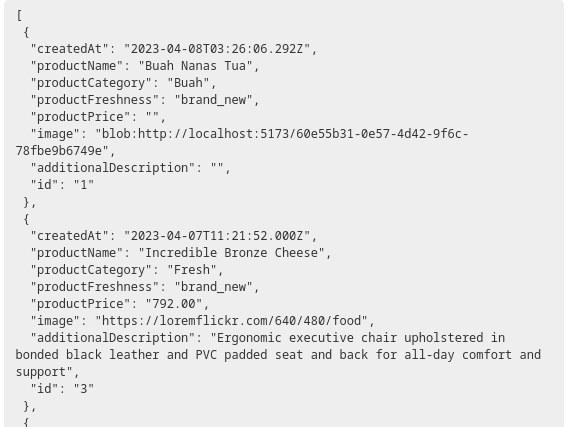 [
 {
  "createdAt": "2023-04-08T03:26:06.292Z",
  "productName": "Buah Nanas Tua",
  "productCategory": "Buah",
  "productFreshness": "brand_new",
  "productPrice": "",
  "image": "blob:http://localhost:5173/60e55b31-0e57-4d42-9f6c-
78fbe9b6749e",
  "additionalDescription": "",
  "id": "1"
 },
 {
  "createdAt": "2023-04-07T11:21:52.000Z",
  "productName": "Incredible Bronze Cheese",
  "productCategory": "Fresh",
  "productFreshness": "brand_new",
  "productPrice": "792.00",
  "image": "https://loremflickr.com/640/480/food",
  "additionalDescription": "Ergonomic executive chair upholstered in
bonded black leather and PVC padded seat and back for all-day comfort and
support",
  "id": "3"
 },
 {